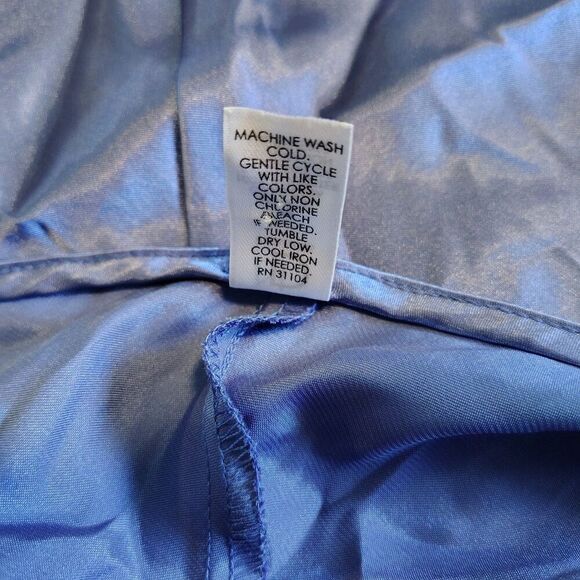 MACHINE WASH
COLD.
GENTLE CYCLE
WITH LIKE
COLORS.
ONLY NON
CHLORINE
BLEACH
IF NEEDED.
TUMBLE
DRY LOW.
COOL IRON
IF NEEDED.
RN 31104